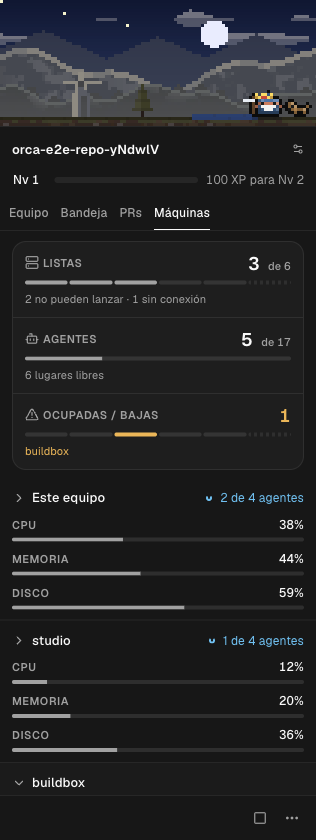 orca-e2e-repo-yNdwlV
Nv 1 100 XP para Nv 2
Equipo Bandeja PRs Máquinas
LISTAS 3 de 6
2 no pueden lanzar · 1 sin conexión
AGENTES 5 de 17
6 lugares libres
OCUPADAS / BAJAS 1
buildbox
Este equipo 2 de 4 agentes
CPU 38%
MEMORIA 44%
DISCO 59%
studio 1 de 4 agentes
CPU 12%
MEMORIA 20%
DISCO 36%
buildbox